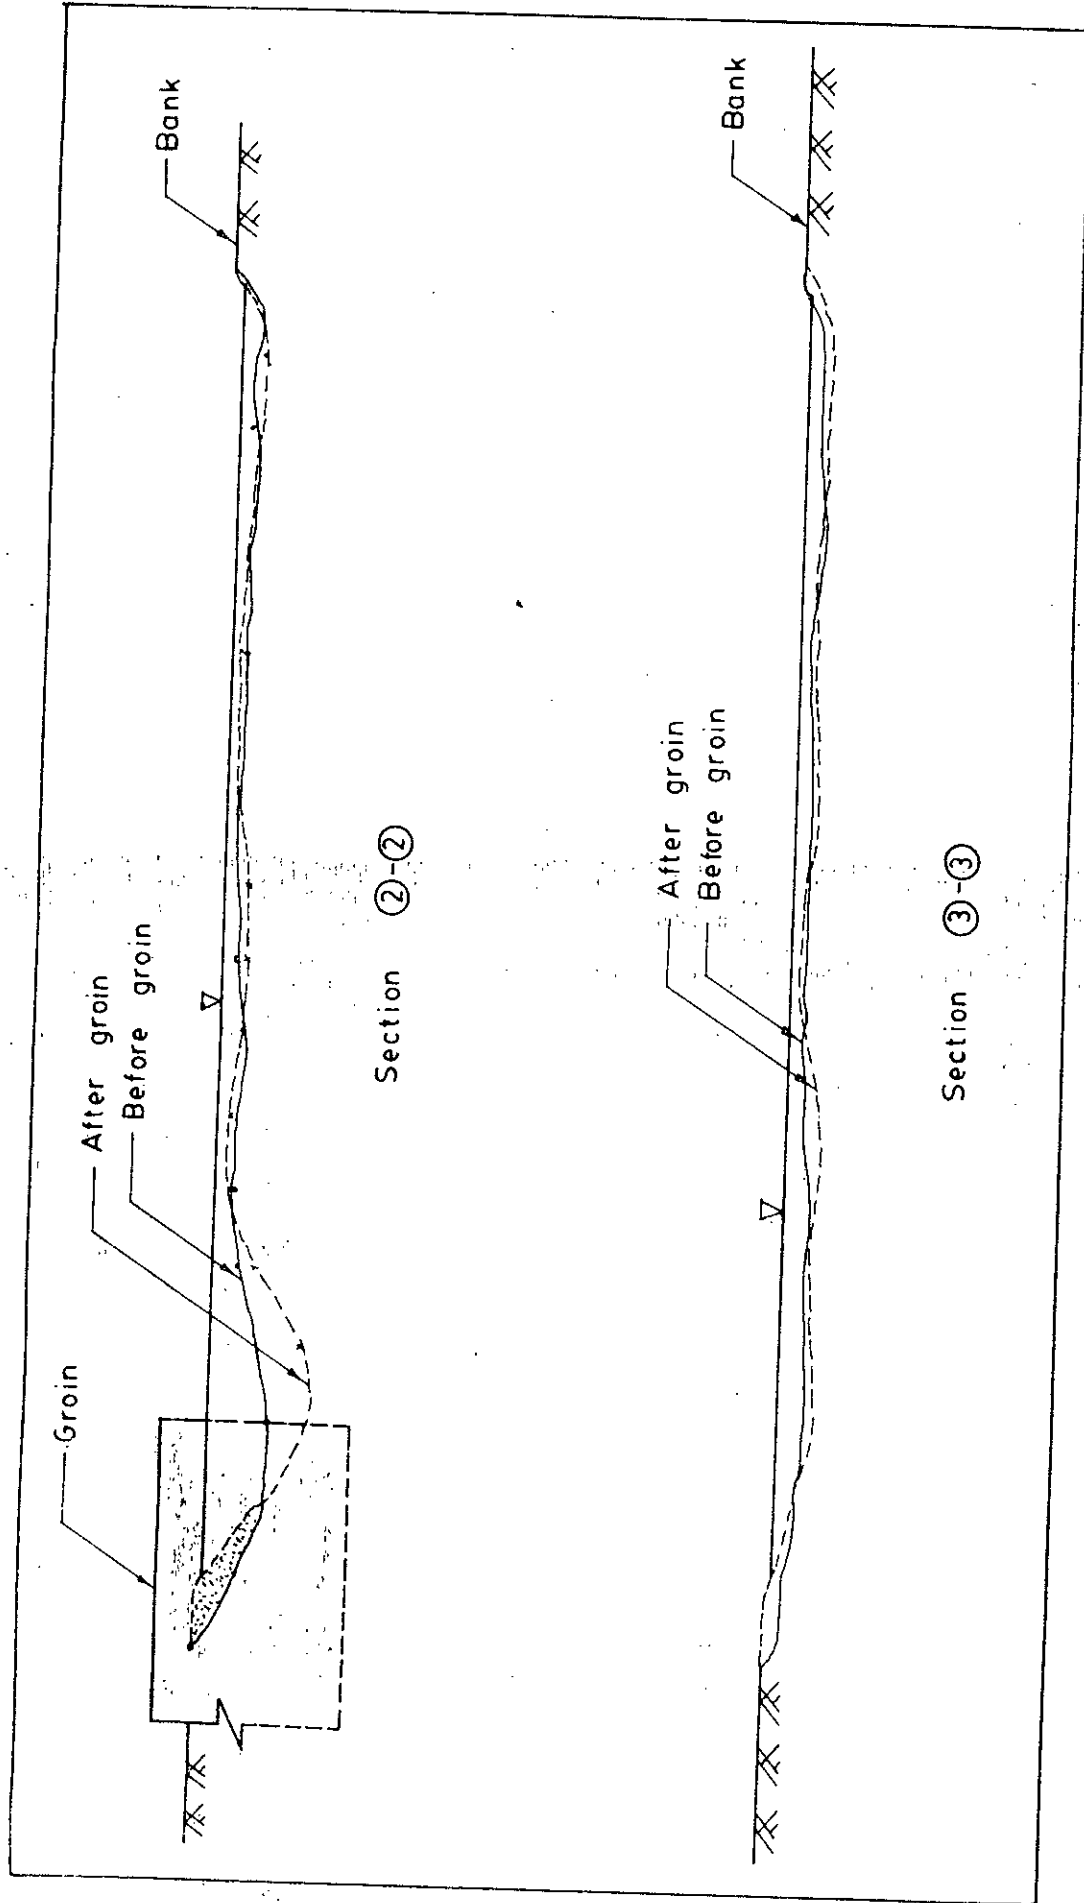 Groin
After groin
Before groin
Bank
Section ②-②
After groin
Before groin
Bank
Section ③-③